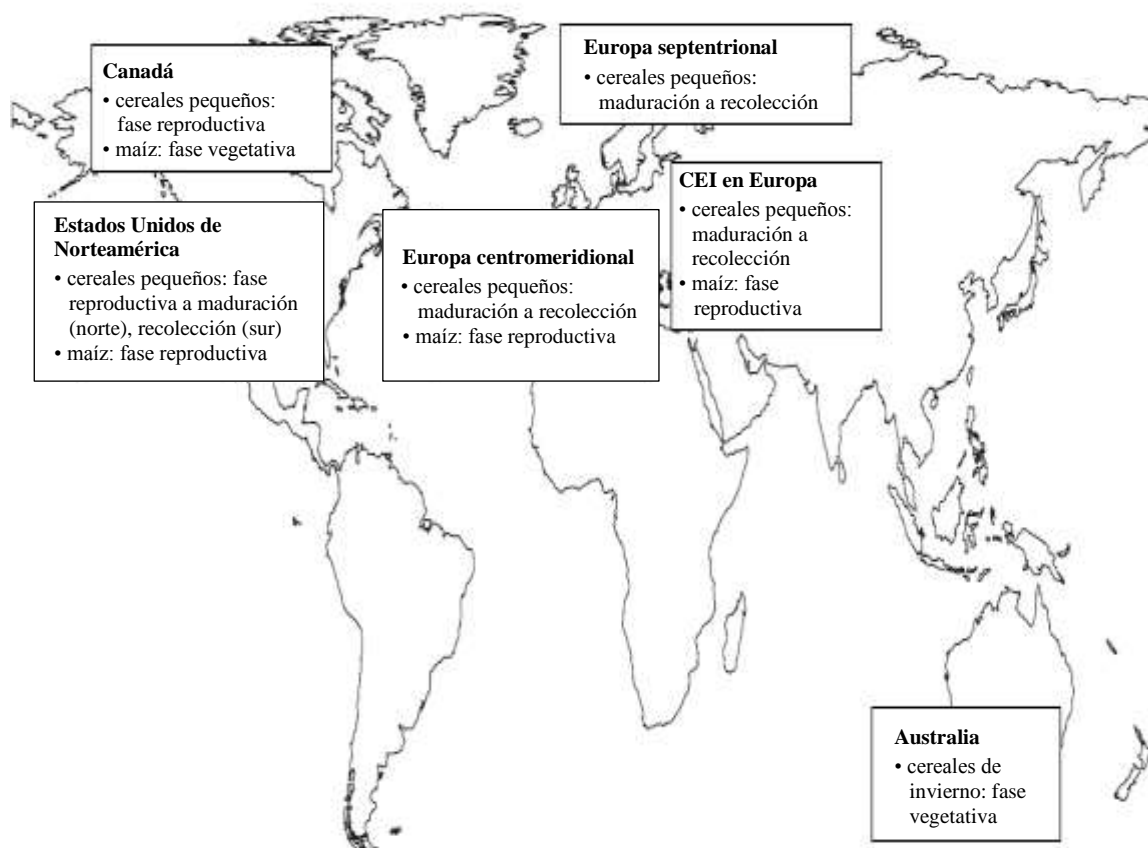 Canadá
• cereales pequeños:
fase reproductiva
• maíz: fase vegetativa
Europa septentrional
• cereales pequeños:
maduración a recolección
Estados Unidos de
Norteamérica
• cereales pequeños: fase
reproductiva a maduración
(norte), recolección (sur)
• maíz: fase reproductiva
Europa centromeridional
• cereales pequeños:
maduración a recolección
• maíz: fase reproductiva
CEI en Europa
• cereales pequeños:
maduración a
recolección
• maíz: fase
reproductiva
Australia
• cereales de
invierno: fase
vegetativa